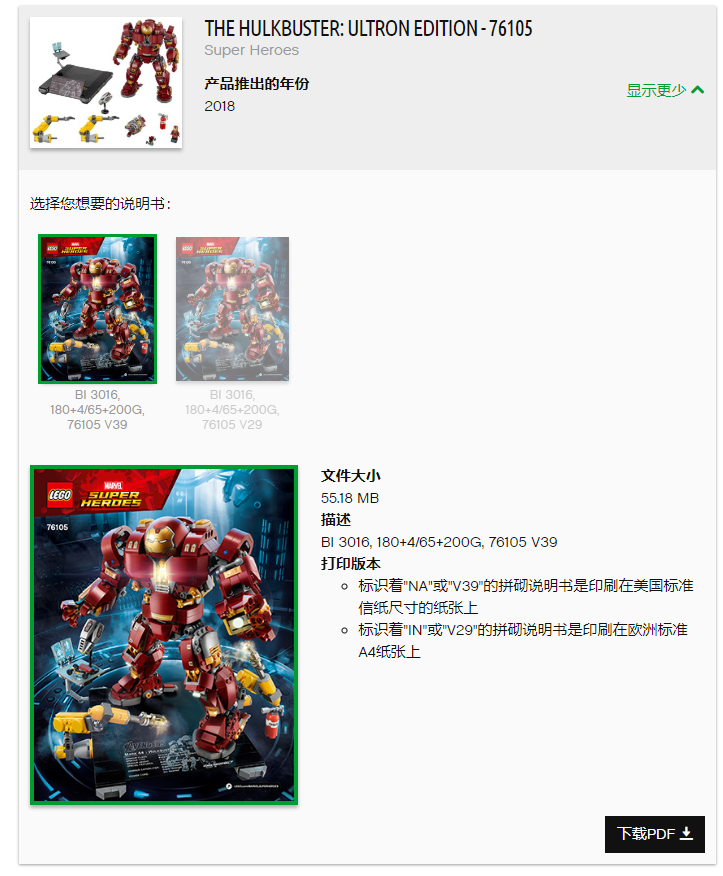 THE HULKBUSTER: ULTRON EDITION - 76105
Super Heroes
产品推出的年份
2018
显示更少
选择您想要的说明书:
LEGO
MARVEL
SUPER HEROES
76105
BI 3016,
180+4/65+200G,
76105 V39
LEGO
MARVEL
SUPER HEROES
76105
BI 3016,
180+4/65+200G,
76105 V29
LEGO
MARVEL
SUPER
HEROES
76105
AVENGERS
文件大小
55.18 MB
描述
BI 3016, 180+4/65+200G, 76105 V39
打印版本
标识着"NA"或"V39"的拼砌说明书是印刷在美国标准
信纸尺寸的纸张上
标识着"IN"或"V29"的拼砌说明书是印刷在欧洲标准
A4纸张上
下载PDF